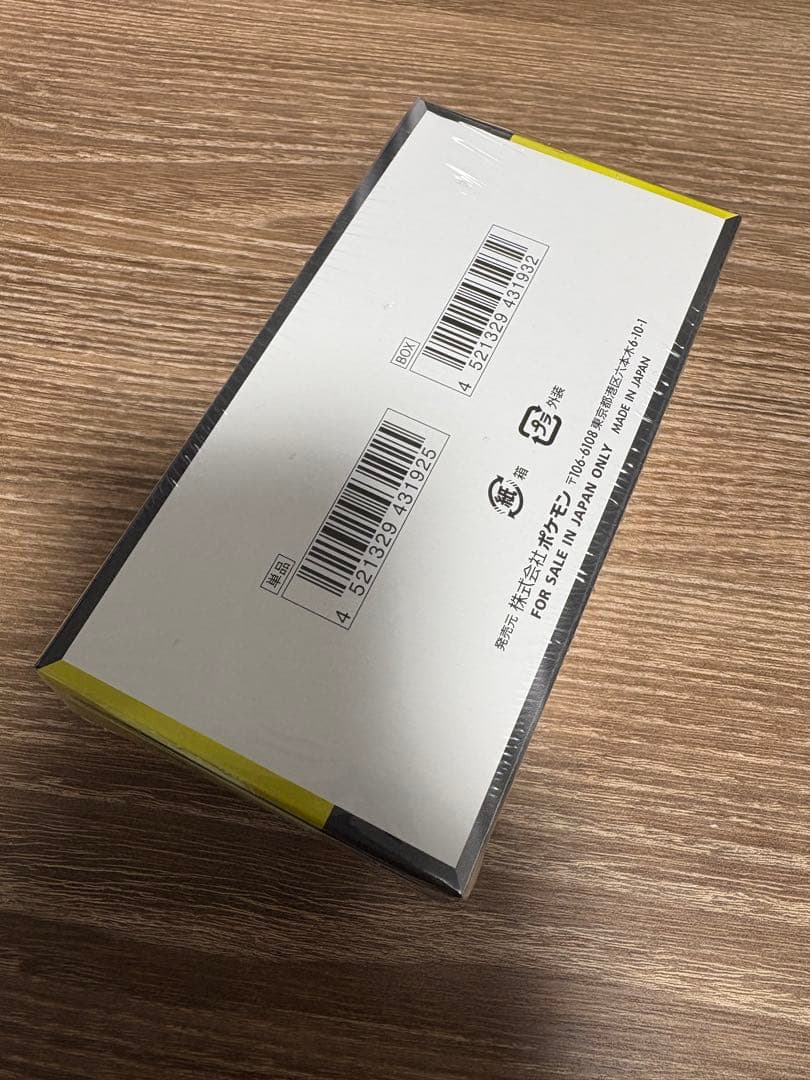 BOX
4 521329 431932
単品
4 521329 431925
プラ 外装
紙 箱
発売元 株式会社ポケモン 〒106-6108 東京都港区六本木6-10-1
FOR SALE IN JAPAN ONLY MADE IN JAPAN